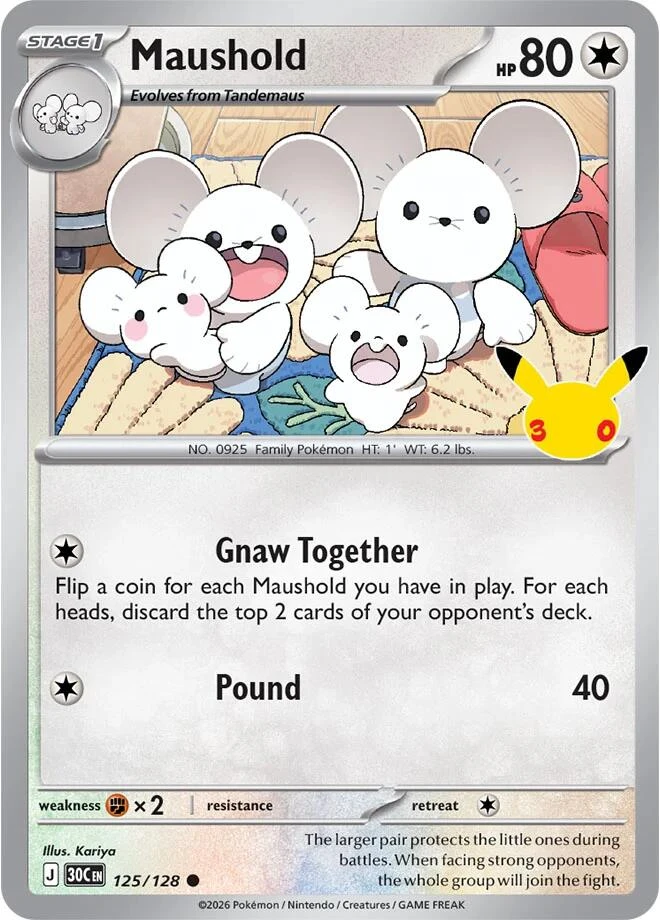 STAGE 1
Maushold
HP 80
Evolves from Tandemaus
30
NO. 0925 Family Pokémon HT: 1' WT: 6.2 lbs.
Gnaw Together
Flip a coin for each Maushold you have in play. For each
heads, discard the top 2 cards of your opponent's deck.
Pound 40
weakness ×2 resistance retreat
Illus. Kariya
J 30C EN 125/128
The larger pair protects the little ones during
battles. When facing strong opponents,
the whole group will join the fight.
©2026 Pokémon / Nintendo / Creatures / GAME FREAK